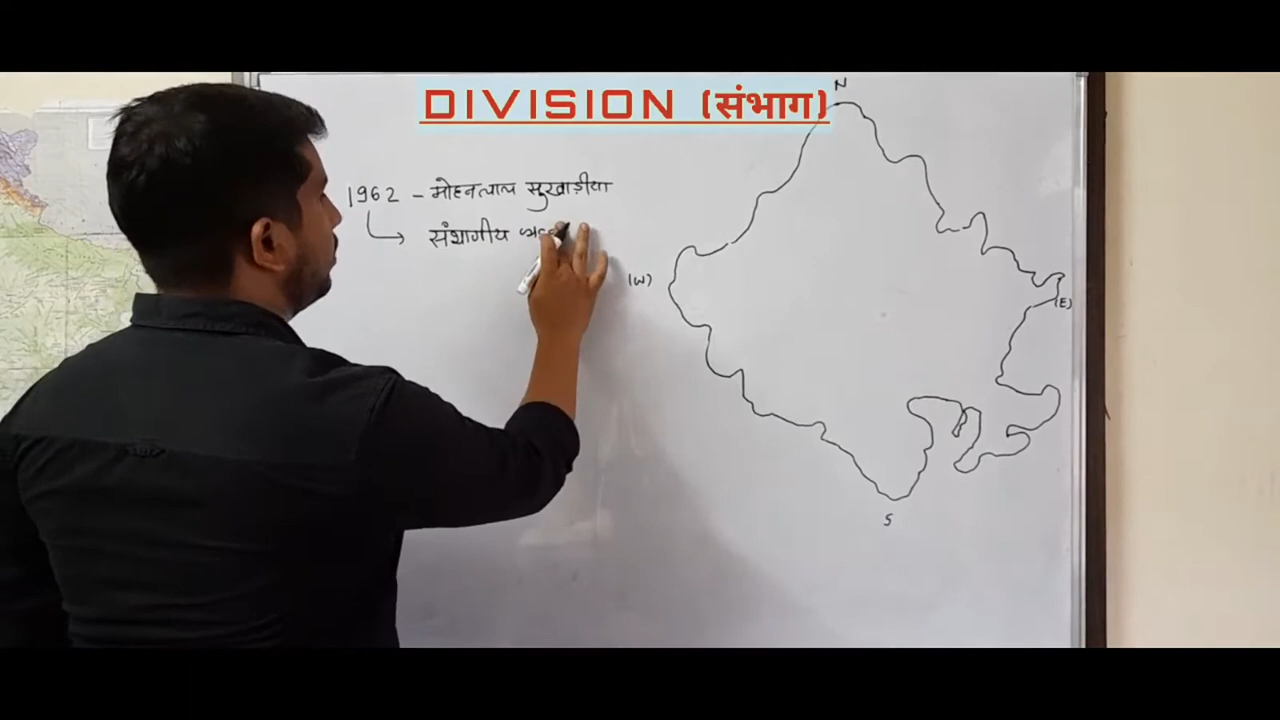 DIVISION (संभाग)
N
1962 - मोहनलाल सुखाड़ीया
संभागीय
(W)
(E)
S